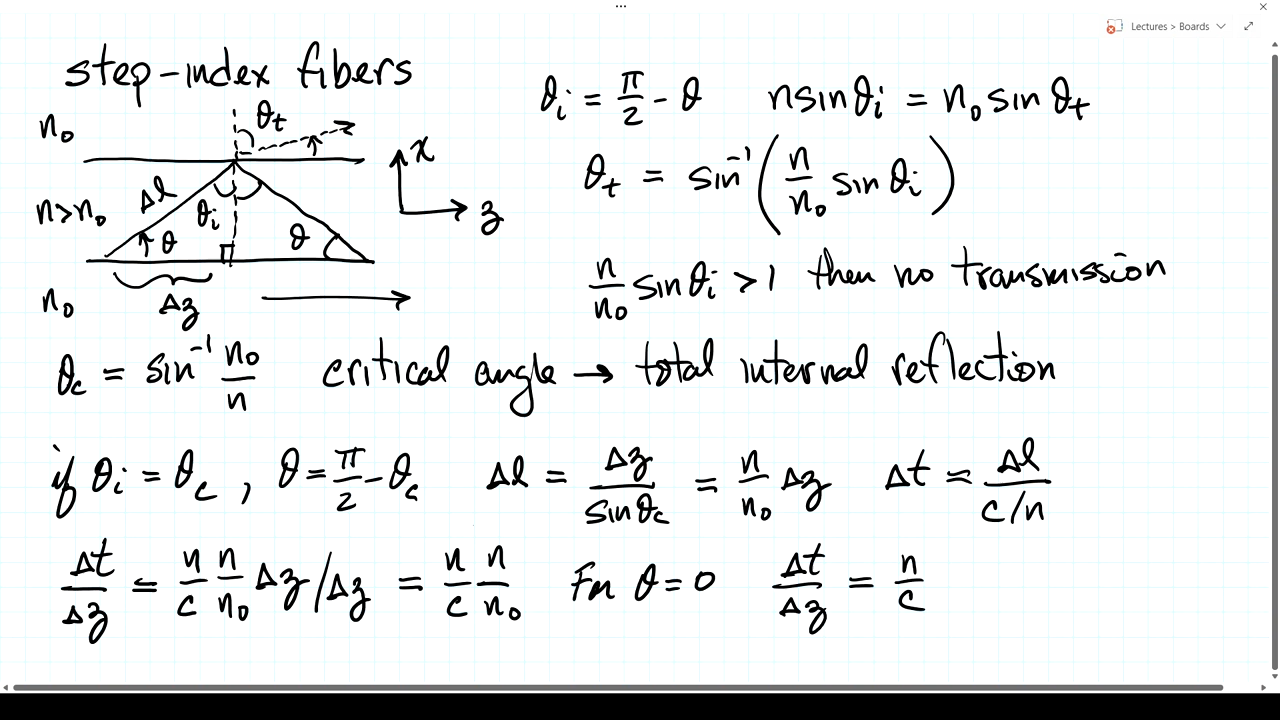 Lectures > Boards
step-index fibers
θi = π/2 - θ    n sin θi = n0 sin θt
n0    θt
θt = sin⁻¹ (n/n0 sin θi)
x
n>n0    Δl    θi    θ    θ    z
n/n0 sin θi > 1 then no transmission
n0    Δz
θc = sin⁻¹ n0/n    critical angle → total internal reflection
if θi = θc, θ = π/2 - θc    Δl = Δz/sin θc = n/n0 Δz    Δt = Δl/(c/n)
Δt/Δz = n/c n/n0 Δz/Δz = n/c n/n0    For θ = 0    Δt/Δz = n/c